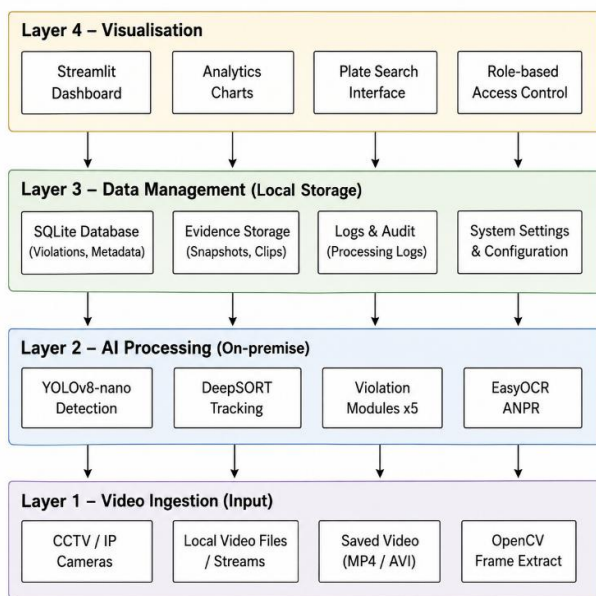 Layer 4 – Visualisation
Streamlit
Dashboard
Analytics
Charts
Plate Search
Interface
Role-based
Access Control
Layer 3 – Data Management (Local Storage)
SQLite Database
(Violations, Metadata)
Evidence Storage
(Snapshots, Clips)
Logs & Audit
(Processing Logs)
System Settings
& Configuration
Layer 2 – AI Processing (On-premise)
YOLOv8-nano
Detection
DeepSORT
Tracking
Violation
Modules x5
EasyOCR
ANPR
Layer 1 – Video Ingestion (Input)
CCTV / IP
Cameras
Local Video Files
/ Streams
Saved Video
(MP4 / AVI)
OpenCV
Frame Extract